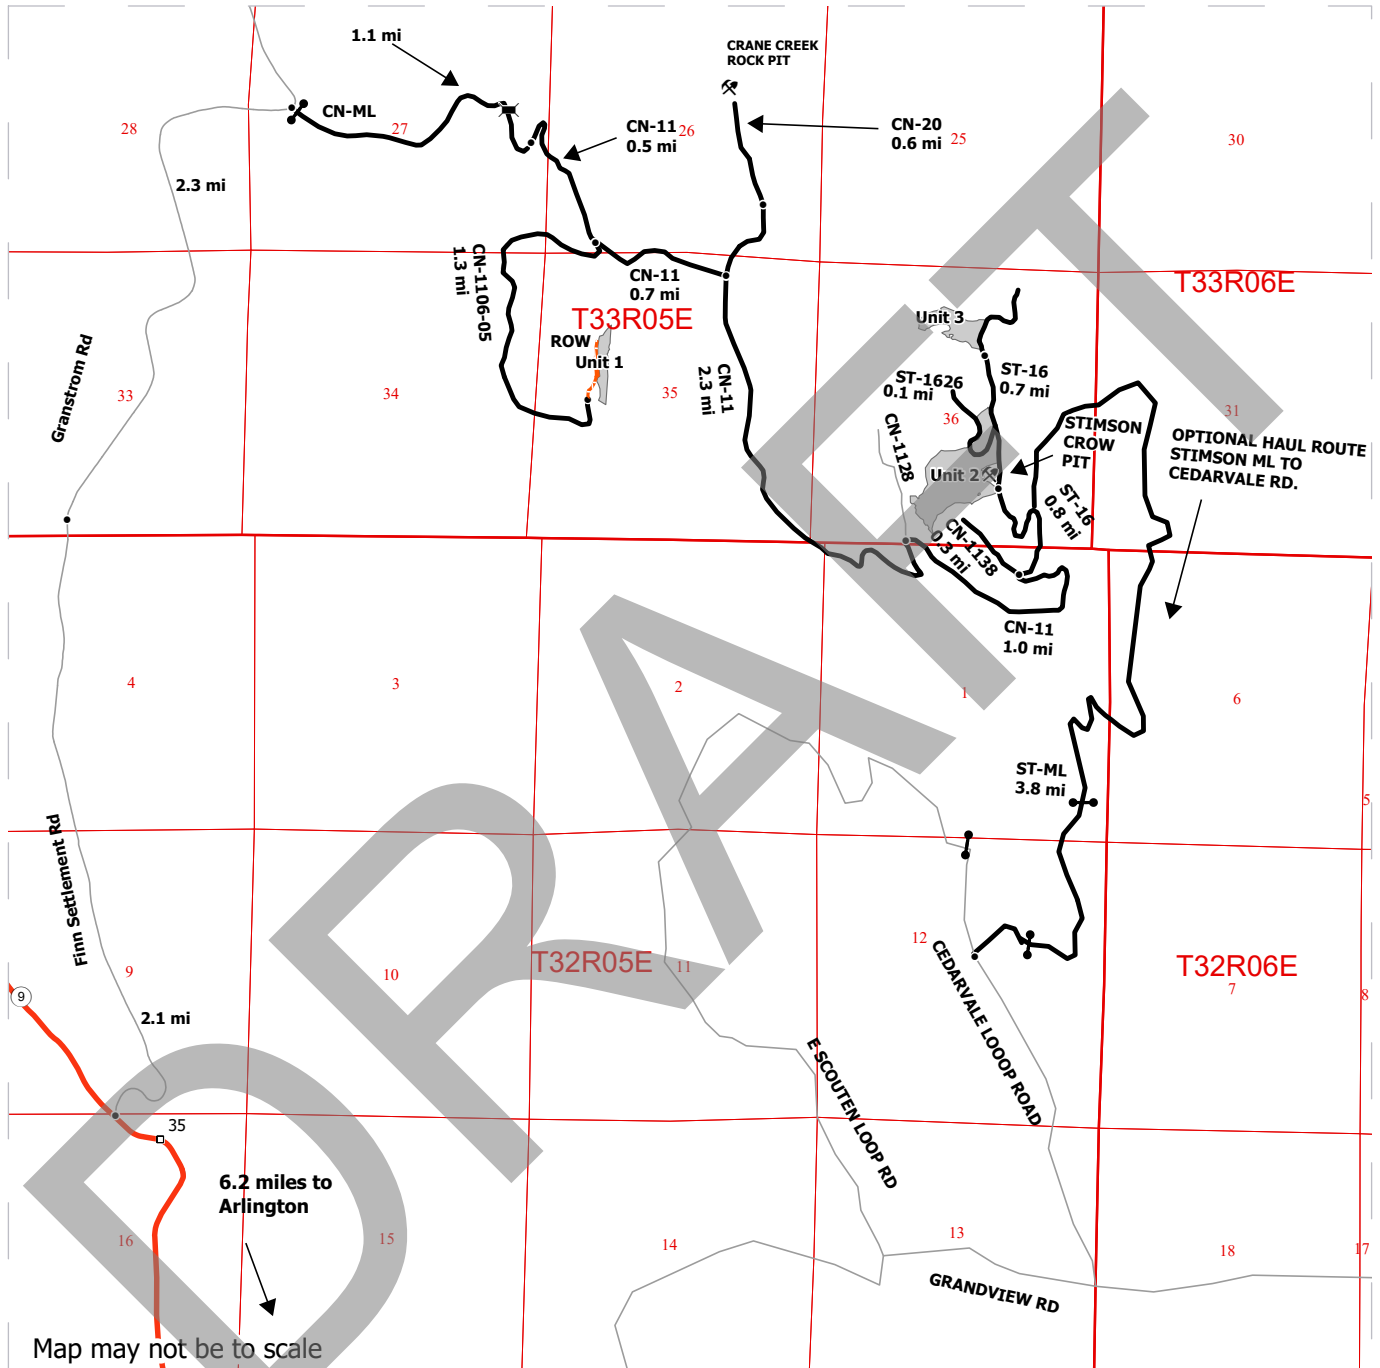 1.1 mi
CRANE CREEK
ROCK PIT
CN-ML
28
27
CN-11
0.5 mi
26
CN-20
0.6 mi
25
30
2.3 mi
CN-1106-05
1.3 mi
CN-11
0.7 mi
T33R05E
T33R06E
ROW
Unit 1
Unit 3
Granstrom Rd
33
34
35
CN-11
2.3 mi
ST-1626
0.1 mi
ST-16
0.7 mi
36
31
CN-1128
STIMSON
CROW
PIT
OPTIONAL HAUL ROUTE
STIMSON ML TO
CEDARVALE RD.
Unit 2
ST-16
0.8 mi
CN-1138
0.3 mi
CN-11
1.0 mi
4
3
2
1
6
ST-ML
3.8 mi
5
Finn Settlement Rd
9
10
T32R05E
11
12
CEDARVALE LOOOP ROAD
T32R06E
7
8
9
2.1 mi
E SCOUTEN LOOP RD
35
6.2 miles to
Arlington
16
15
14
13
18
17
GRANDVIEW RD
Map may not be to scale
DRAFT